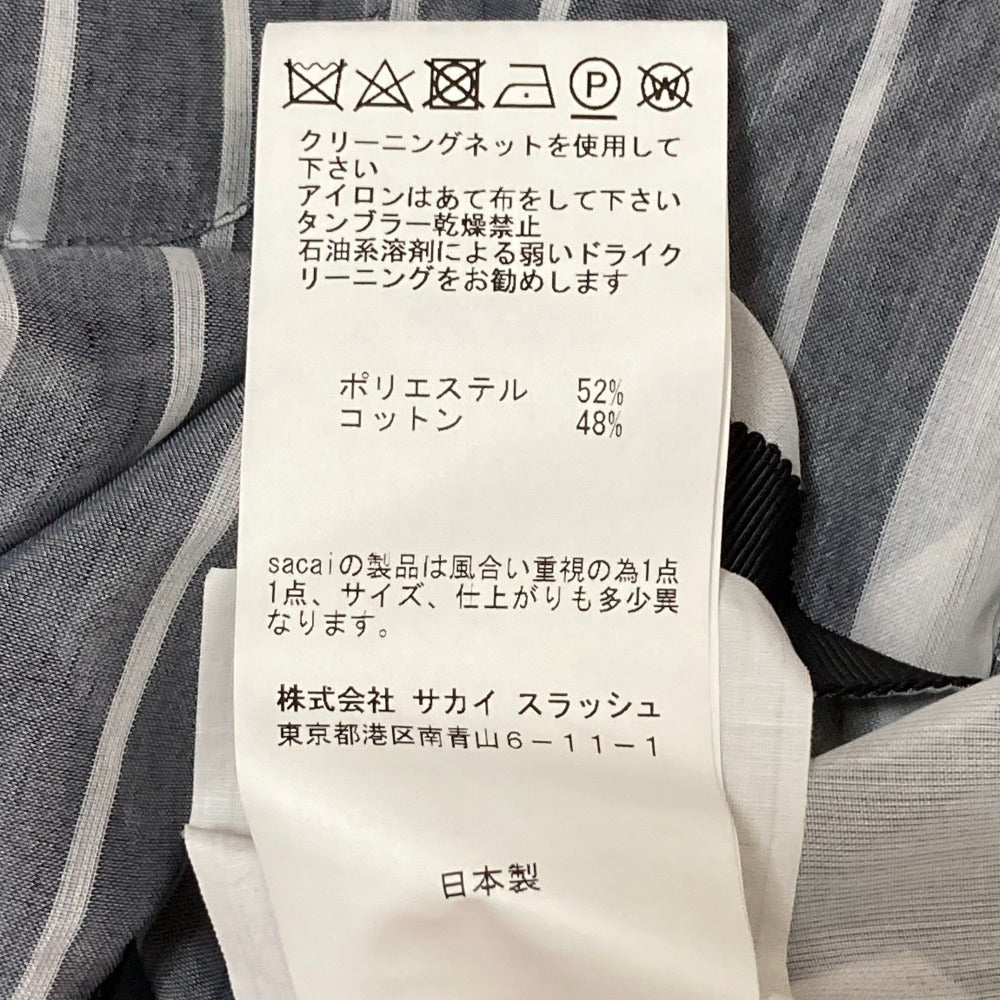 P W
クリーニングネットを使用して
下さい
アイロンはあて布をして下さい
タンブラー乾燥禁止
石油系溶剤による弱いドライク
リーニングをお勧めします
ポリエステル 52%
コットン 48%
sacaiの製品は風合い重視の為1点
1点、サイズ、仕上がりも多少異
なります。
株式会社 サカイ スラッシュ
東京都港区南青山6-11-1
日本製